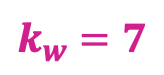 k_w = 7